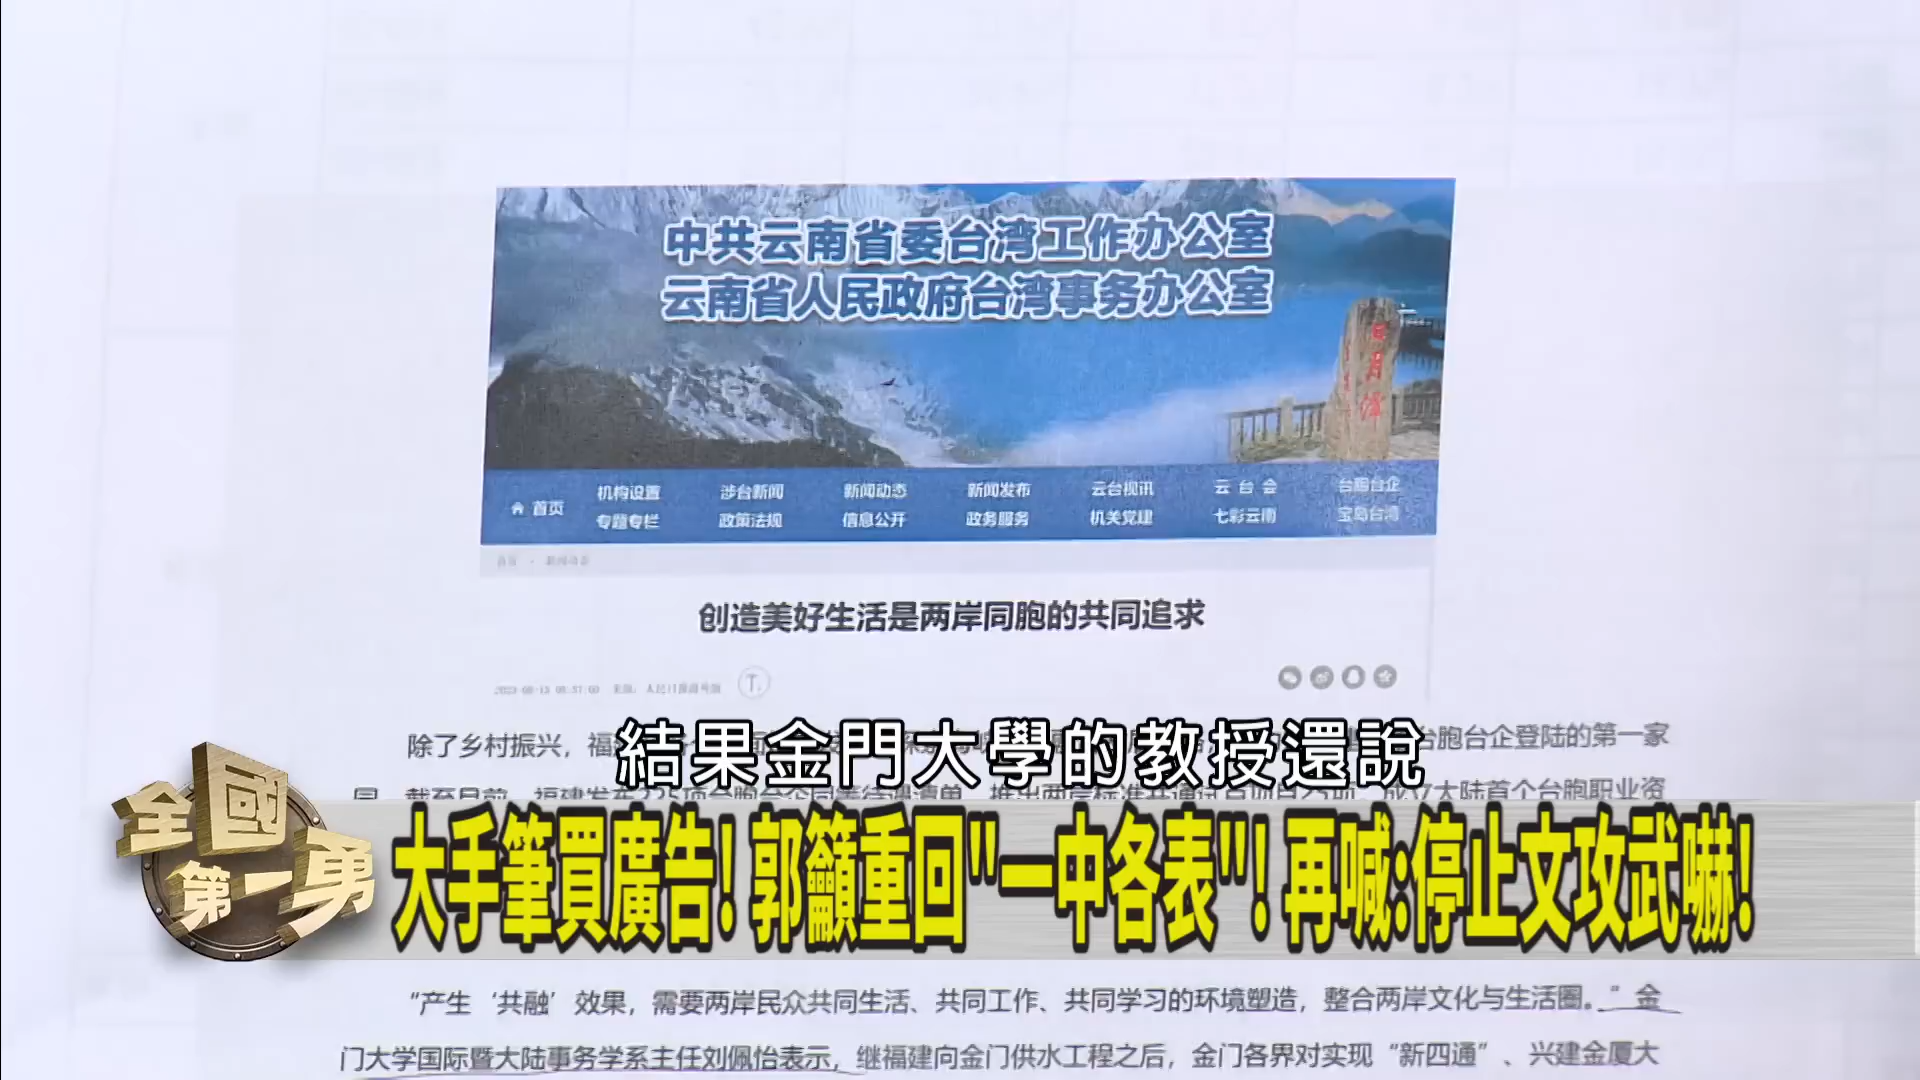 中共云南省委台湾工作办公室
云南省人民政府台湾事务办公室
日月潭
首页 机构设置 涉台新闻 新闻动态 新闻发布 云台视讯 云台会 台胞台企
专题专栏 政策法规 信息公开 政务服务 机关党建 七彩云南 宝岛台湾
首页 新闻动态
创造美好生活是两岸同胞的共同追求
T
除了乡村振兴，福 台胞台企登陆的第一家
結果金門大學的教授還說
全國第一勇
大手筆買廣告！郭籲重回"一中各表"！再喊：停止文攻武嚇！
“产生‘共融’效果，需要两岸民众共同生活、共同工作、共同学习的环境塑造，整合两岸文化与生活圈。”金
门大学国际暨大陆事务学系主任刘佩怡表示，继福建向金门供水工程之后，金门各界对实现“新四通”、兴建金厦大